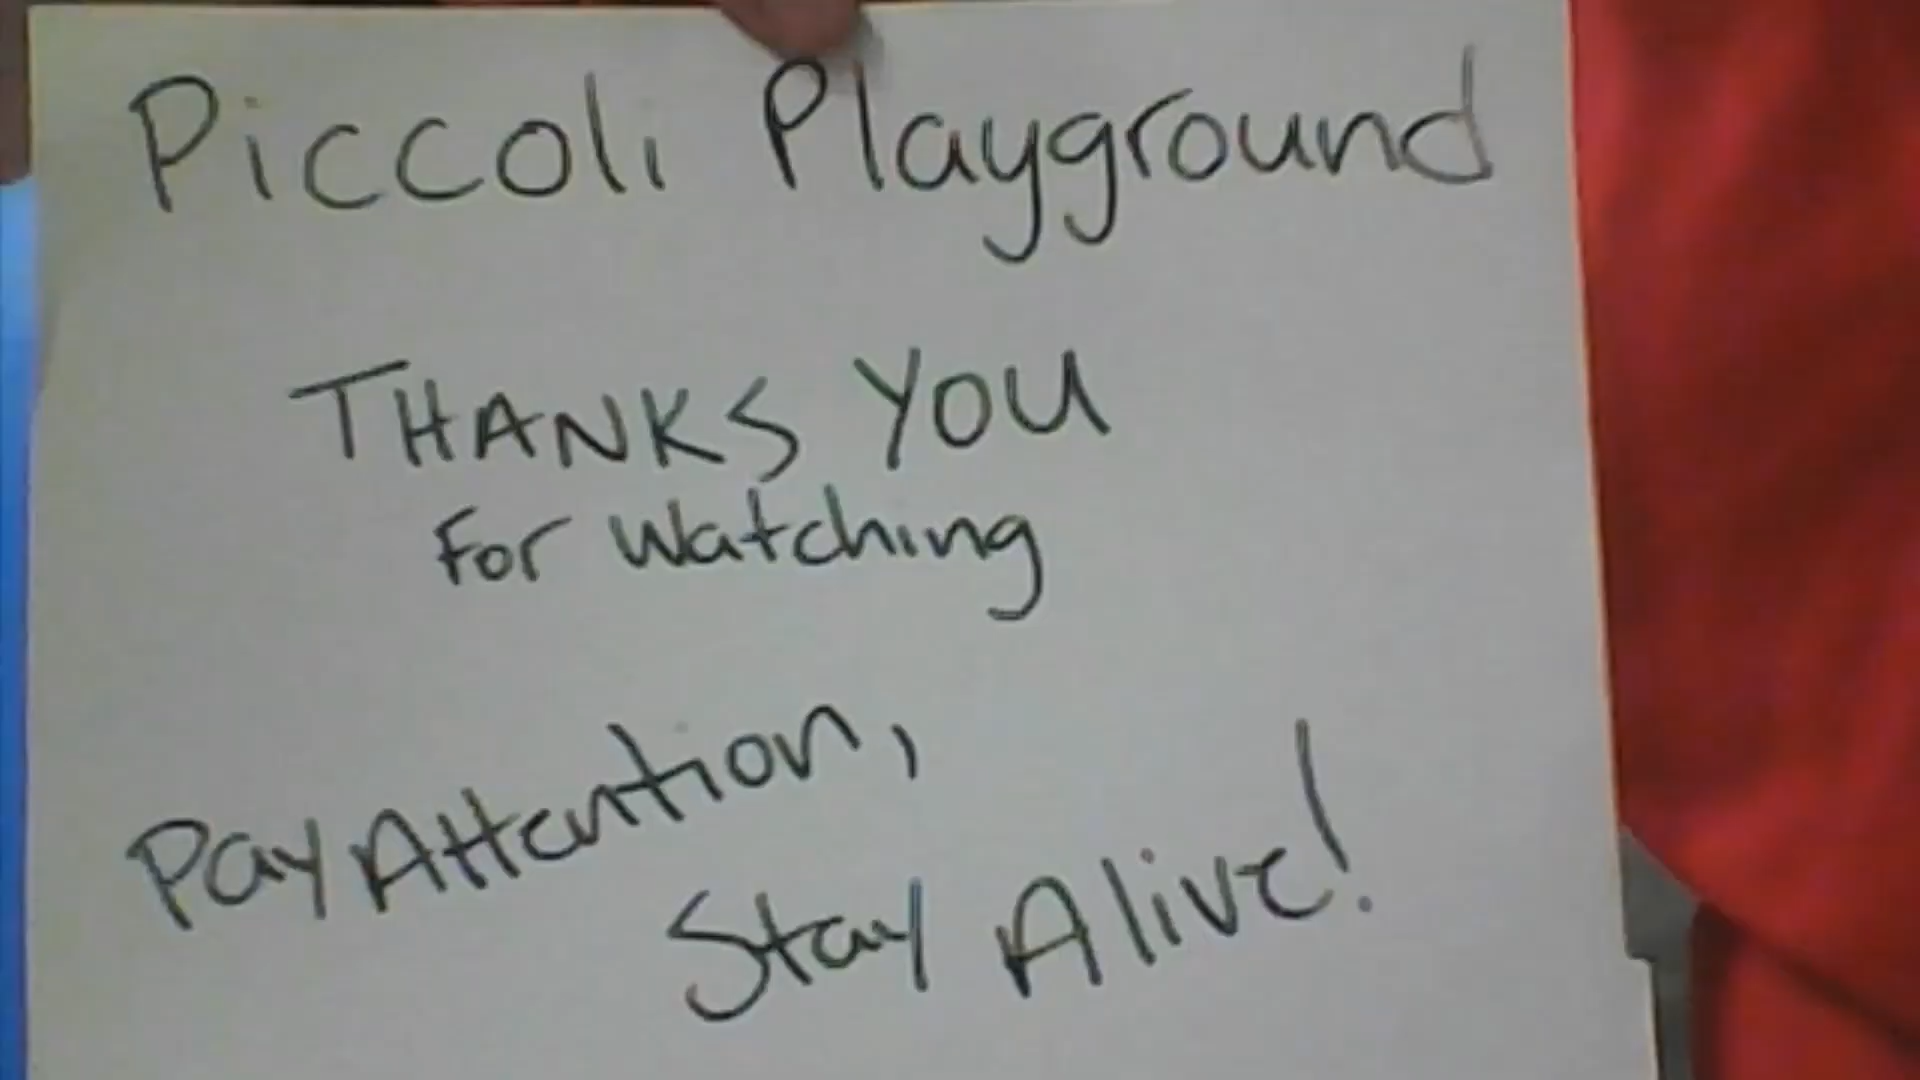 Piccoli Playground
THANKS YOU
For Watching
Pay Attention,
Stay Alive!